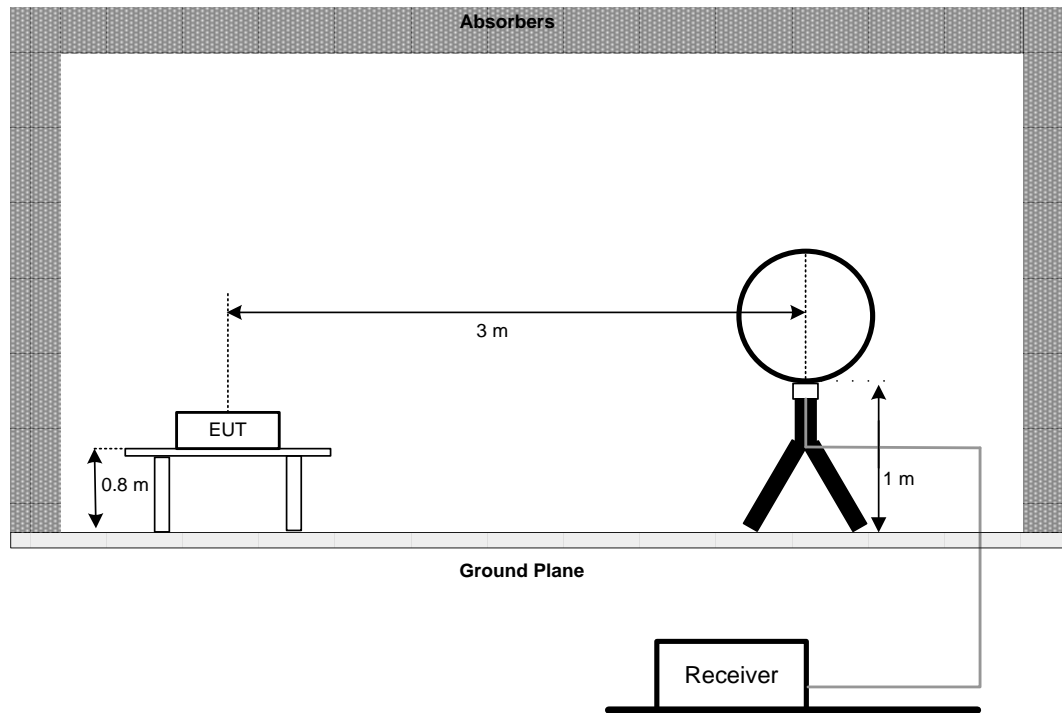 Absorbers
3 m
EUT
0.8 m
1 m
Ground Plane
Receiver